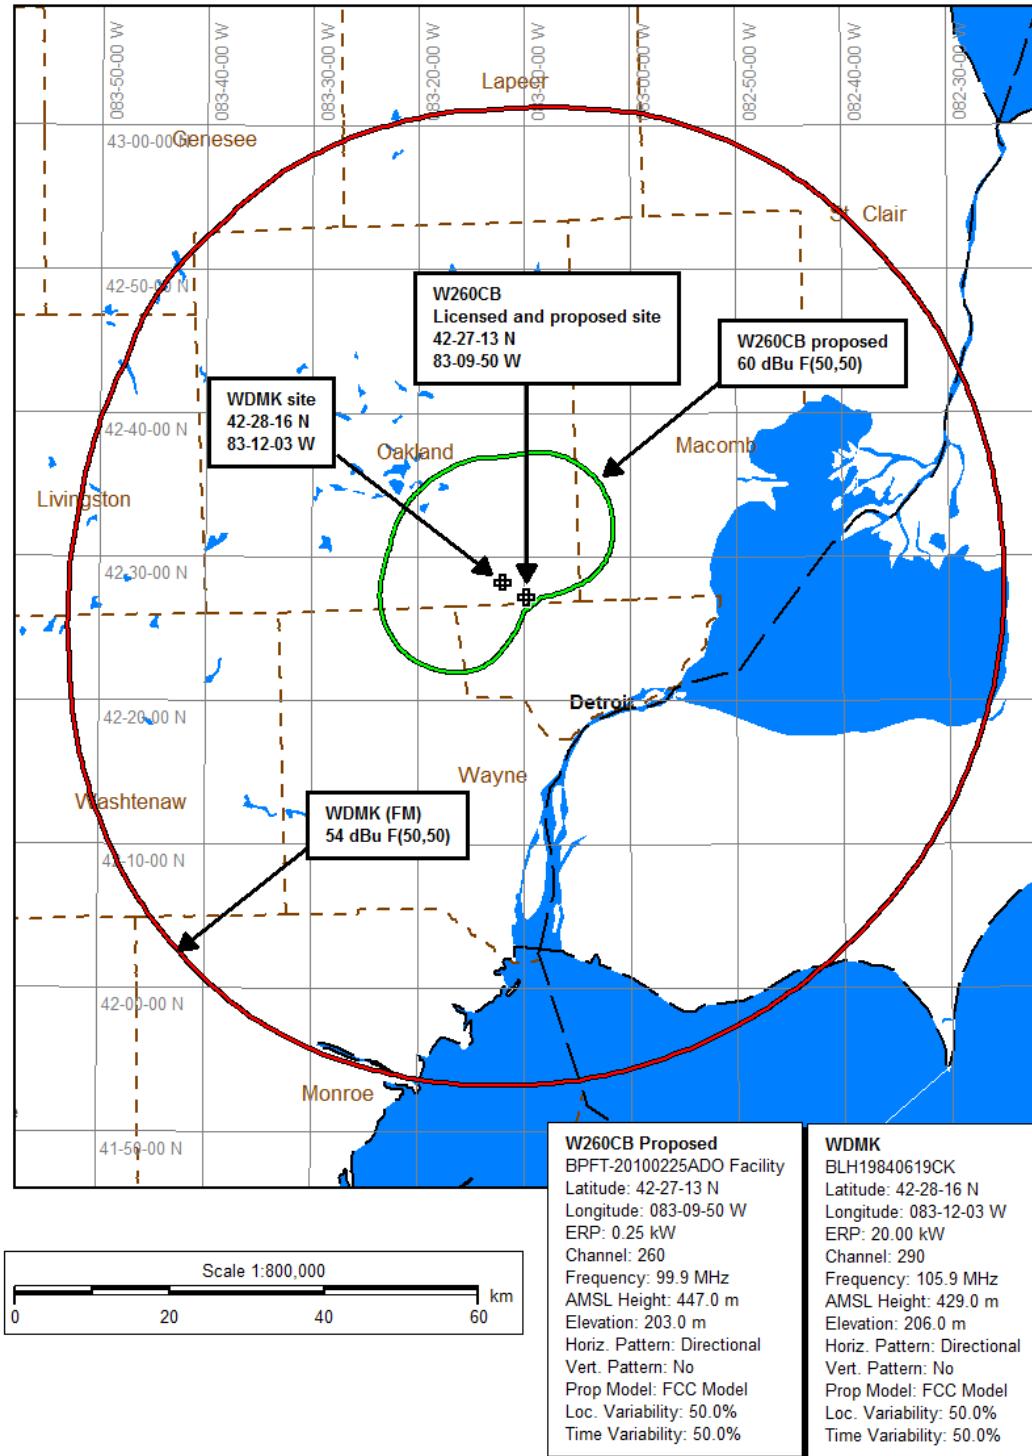 083-50-00 W
083-40-00 W
083-30-00 W
083-20-00 W
083-10-00 W
083-00-00 W
082-50-00 W
082-40-00 W
082-30-00 W
Lapeer
43-00-00 N
Genesee
St. Clair
42-50-00 N
W260CB
Licensed and proposed site
42-27-13 N
83-09-50 W
W260CB proposed
60 dBu F(50,50)
WDMK site
42-28-16 N
83-12-03 W
42-40-00 N
Oakland
Macomb
Livingston
42-30-00 N
42-20-00 N
Detroit
Wayne
Washtenaw
WDMK (FM)
54 dBu F(50,50)
42-10-00 N
42-00-00 N
Monroe
41-50-00 N
W260CB Proposed
BPFT-20100225ADO Facility
Latitude: 42-27-13 N
Longitude: 083-09-50 W
ERP: 0.25 kW
Channel: 260
Frequency: 99.9 MHz
AMSL Height: 447.0 m
Elevation: 203.0 m
Horiz. Pattern: Directional
Vert. Pattern: No
Prop Model: FCC Model
Loc. Variability: 50.0%
Time Variability: 50.0%
WDMK
BLH19840619CK
Latitude: 42-28-16 N
Longitude: 083-12-03 W
ERP: 20.00 kW
Channel: 290
Frequency: 105.9 MHz
AMSL Height: 429.0 m
Elevation: 206.0 m
Horiz. Pattern: Directional
Vert. Pattern: No
Prop Model: FCC Model
Loc. Variability: 50.0%
Time Variability: 50.0%
Scale 1:800,000
km
0 20 40 60